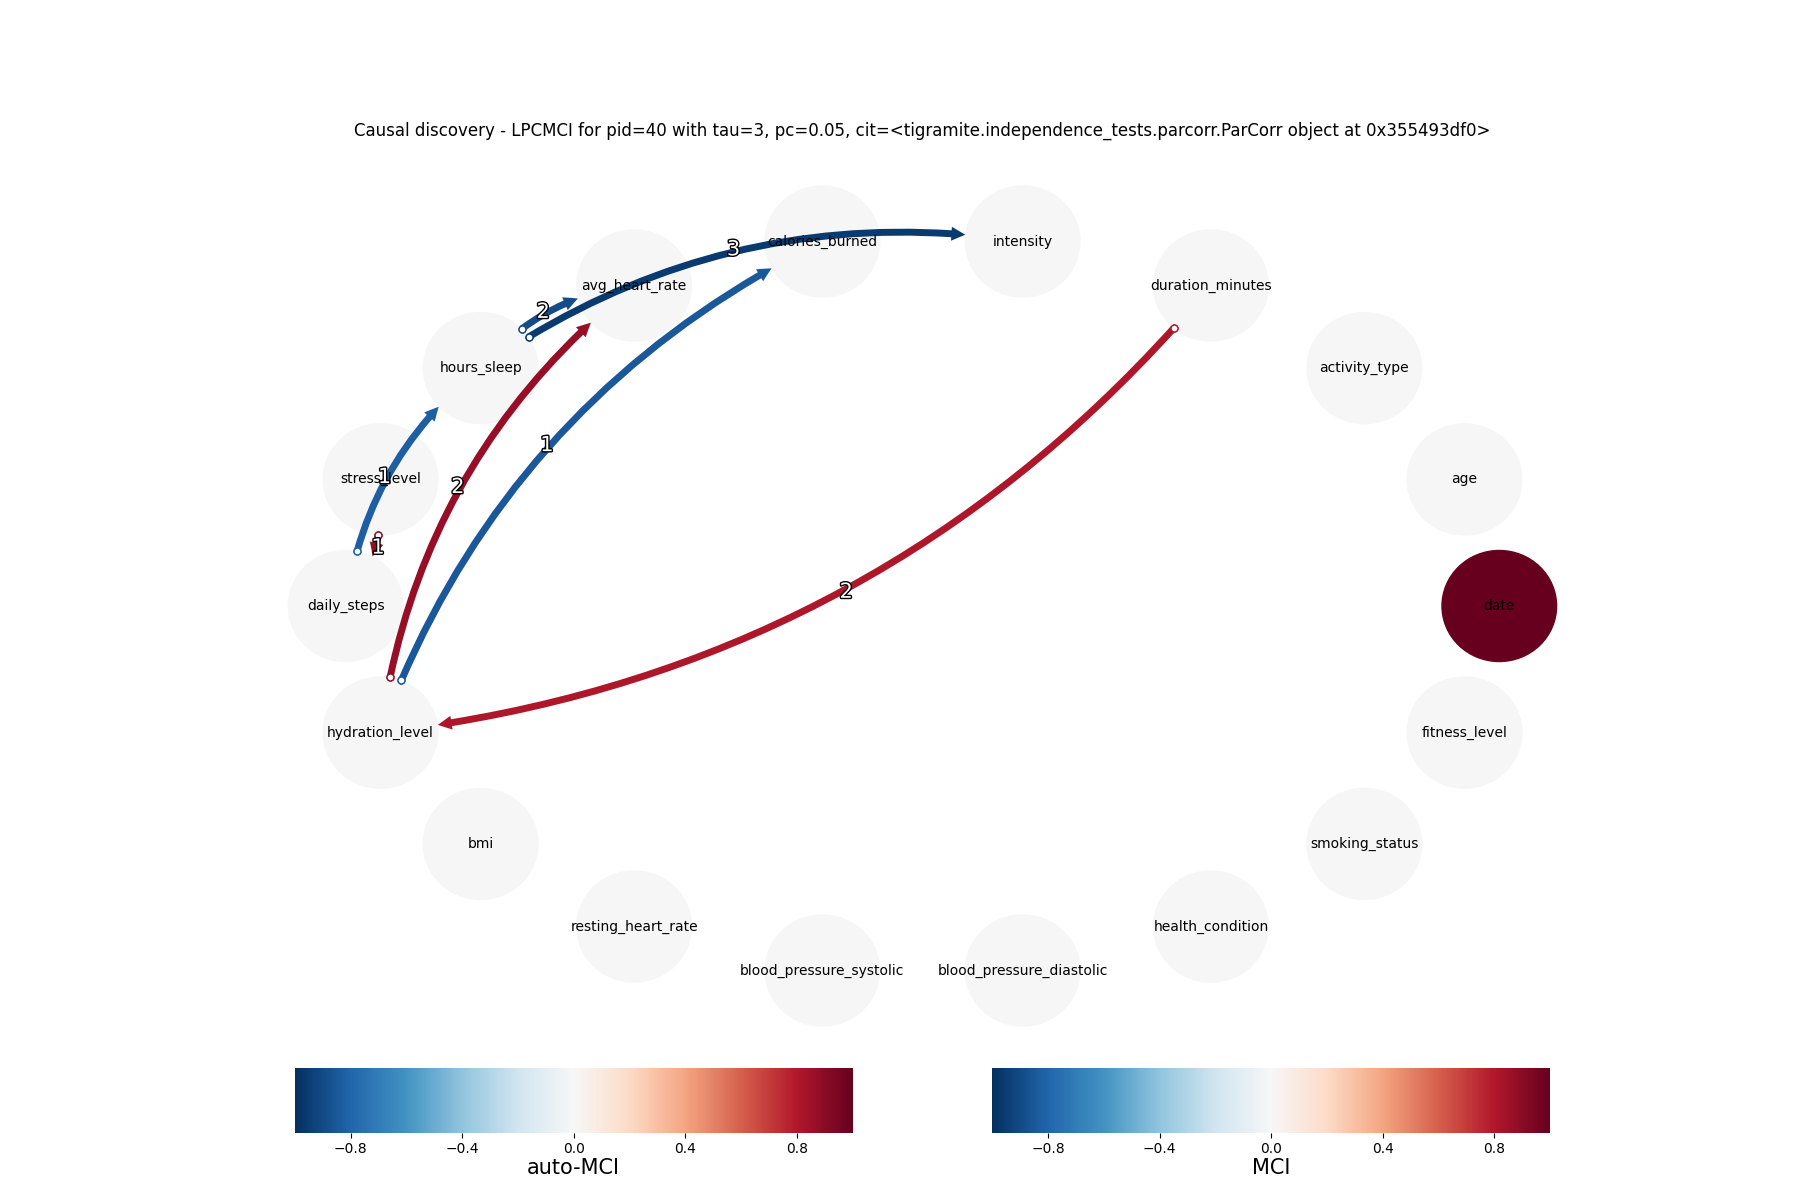 Causal discovery - LPCMCI for pid=40 with tau=3, pc=0.05, cit=<tigramite.independence_tests.parcorr.ParCorr object at 0x355493df0>
calories_burned
intensity
3
avg_heart_rate
duration_minutes
2
hours_sleep
activity_type
1
stress_level
1
2
age
1
2
daily_steps
date
hydration_level
fitness_level
bmi
smoking_status
resting_heart_rate
health_condition
blood_pressure_systolic
blood_pressure_diastolic
−0.8 −0.4 0.0 0.4 0.8
auto-MCI
−0.8 −0.4 0.0 0.4 0.8
MCI